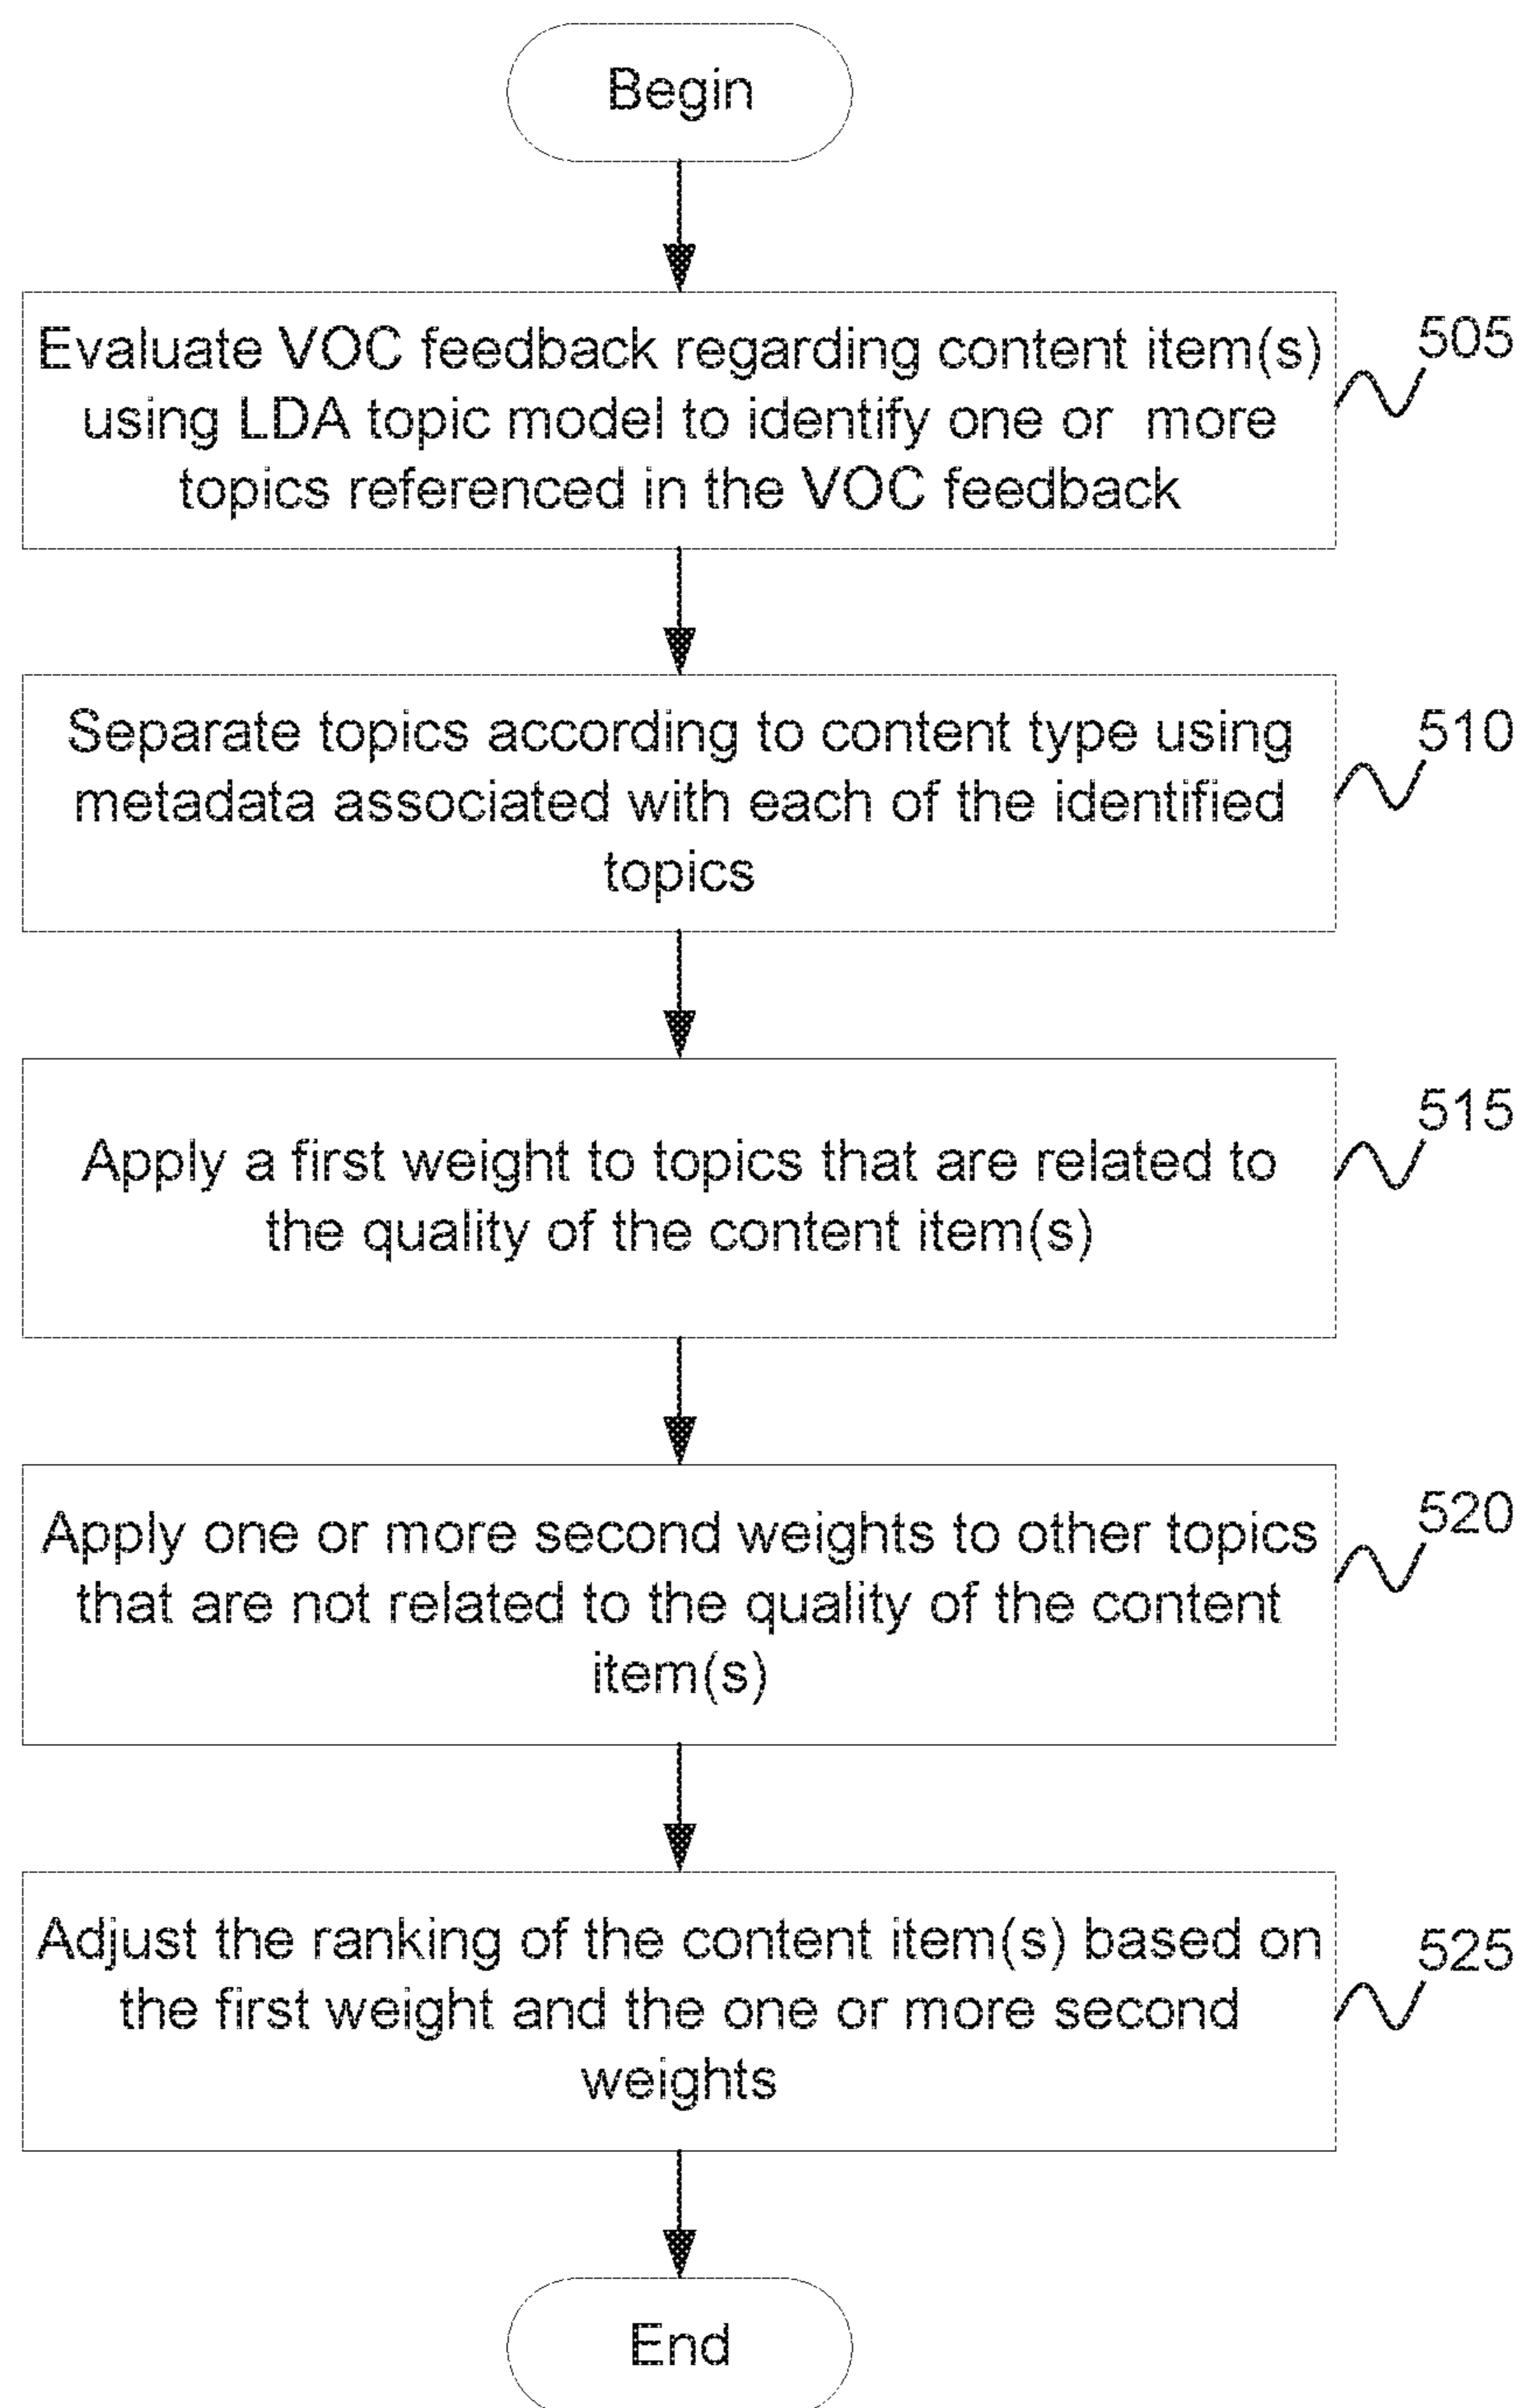 Begin
Evaluate VOC feedback regarding content item(s)
using LDA topic model to identify one or more
topics referenced in the VOC feedback
505
Separate topics according to content type using
metadata associated with each of the identified
topics
510
Apply a first weight to topics that are related to
the quality of the content item(s)
515
Apply one or more second weights to other topics
that are not related to the quality of the content
item(s)
520
Adjust the ranking of the content item(s) based on
the first weight and the one or more second
weights
525
End